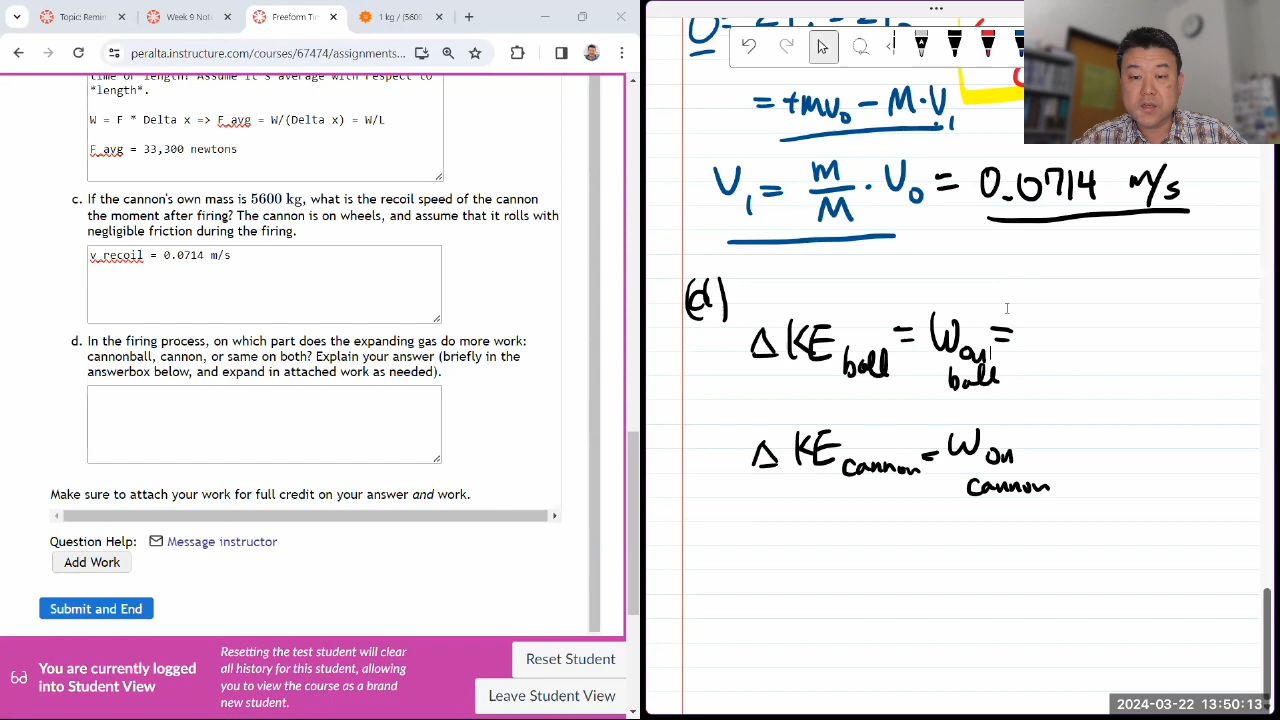 Topic Remin
Week 9 Not
Freeform Tin
1 kg / (5600
peralta.instructure.com/courses/67474/assignments...
time or length! Assume it's average with respect to
*length*.
W = F * Delta x => F_avg = W/(Delta x) = W/L
F_avg = 33,300 newtons
c. If the cannon's own mass is 5600 kg, what is the recoil speed of the cannon
the moment after firing? The cannon is on wheels, and assume that it rolls with
negligible friction during the firing.
v_recoil = 0.0714 m/s
d. In the firing process, on which part does the expanding gas do more work:
cannonball, cannon, or same on both? Explain your answer (briefly in the
answerbox below, and expand in attached work as needed).
Make sure to attach your work for full credit on your answer and work.
Question Help: Message instructor
Add Work
Submit and End
You are currently logged
into Student View
Resetting the test student will clear
all history for this student, allowing
you to view the course as a brand
new student.
Reset Student
Leave Student View
= +mv₀ - M·V₁
V₁ = m/M · V₀ = 0.0714 m/s
(d)
Δ KE ball = W on ball =
Δ KE cannon = W on cannon
2024-03-22 13:50:13